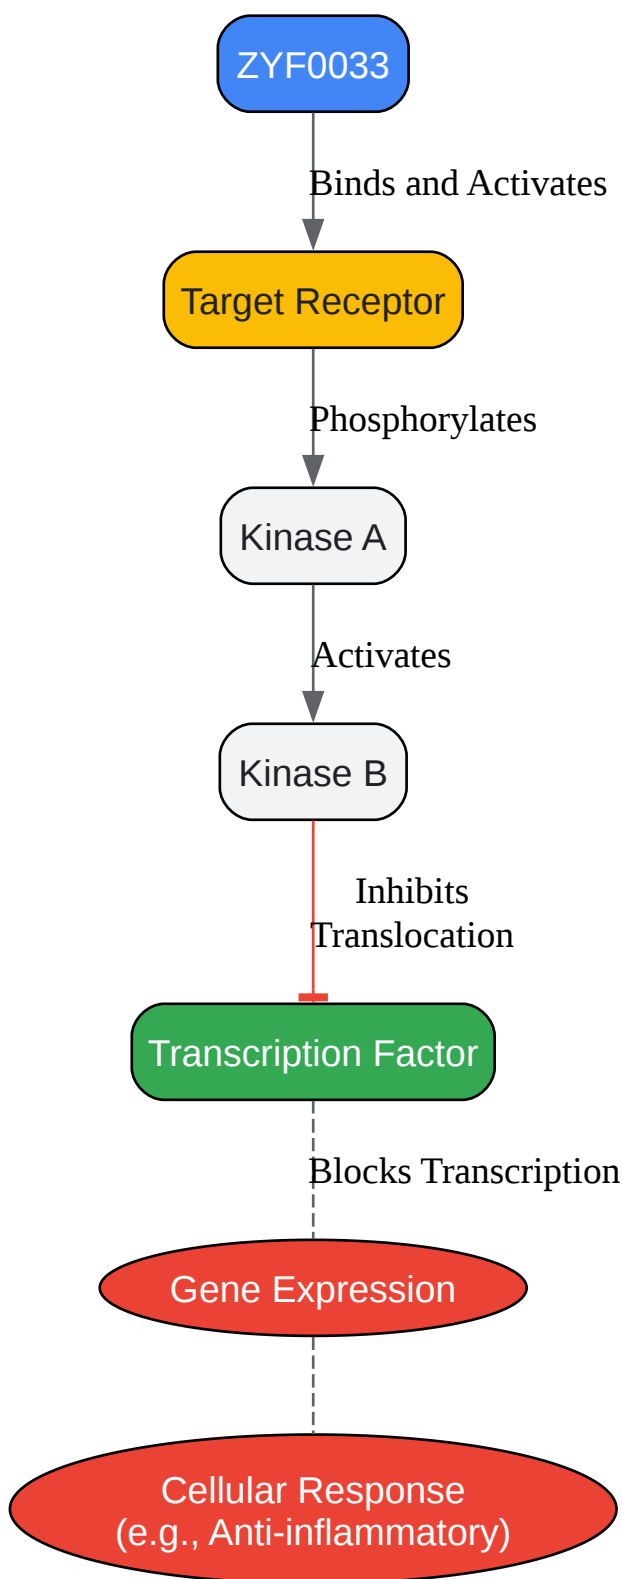 ZYF0033
Binds and Activates
Target Receptor
Phosphorylates
Kinase A
Activates
Kinase B
Inhibits
Translocation
Transcription Factor
Blocks Transcription
Gene Expression
Cellular Response
(e.g., Anti-inflammatory)